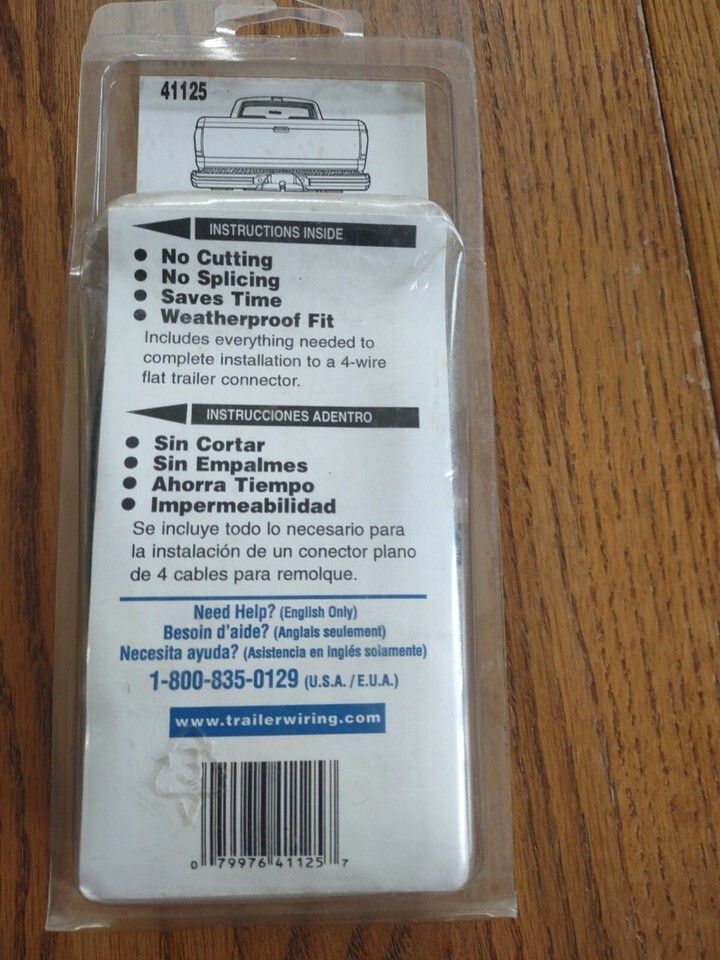 41125
INSTRUCTIONS INSIDE
● No Cutting
● No Splicing
● Saves Time
● Weatherproof Fit
Includes everything needed to
complete installation to a 4-wire
flat trailer connector.
INSTRUCCIONES ADENTRO
● Sin Cortar
● Sin Empalmes
● Ahorra Tiempo
● Impermeabilidad
Se incluye todo lo necesario para
la instalación de un conector plano
de 4 cables para remolque.
Need Help? (English Only)
Besoin d'aide? (Anglais seulement)
Necesita ayuda? (Asistencia en inglés solamente)
1-800-835-0129 (U.S.A. / E.U.A.)
www.trailerwiring.com
0 79976 41125 7